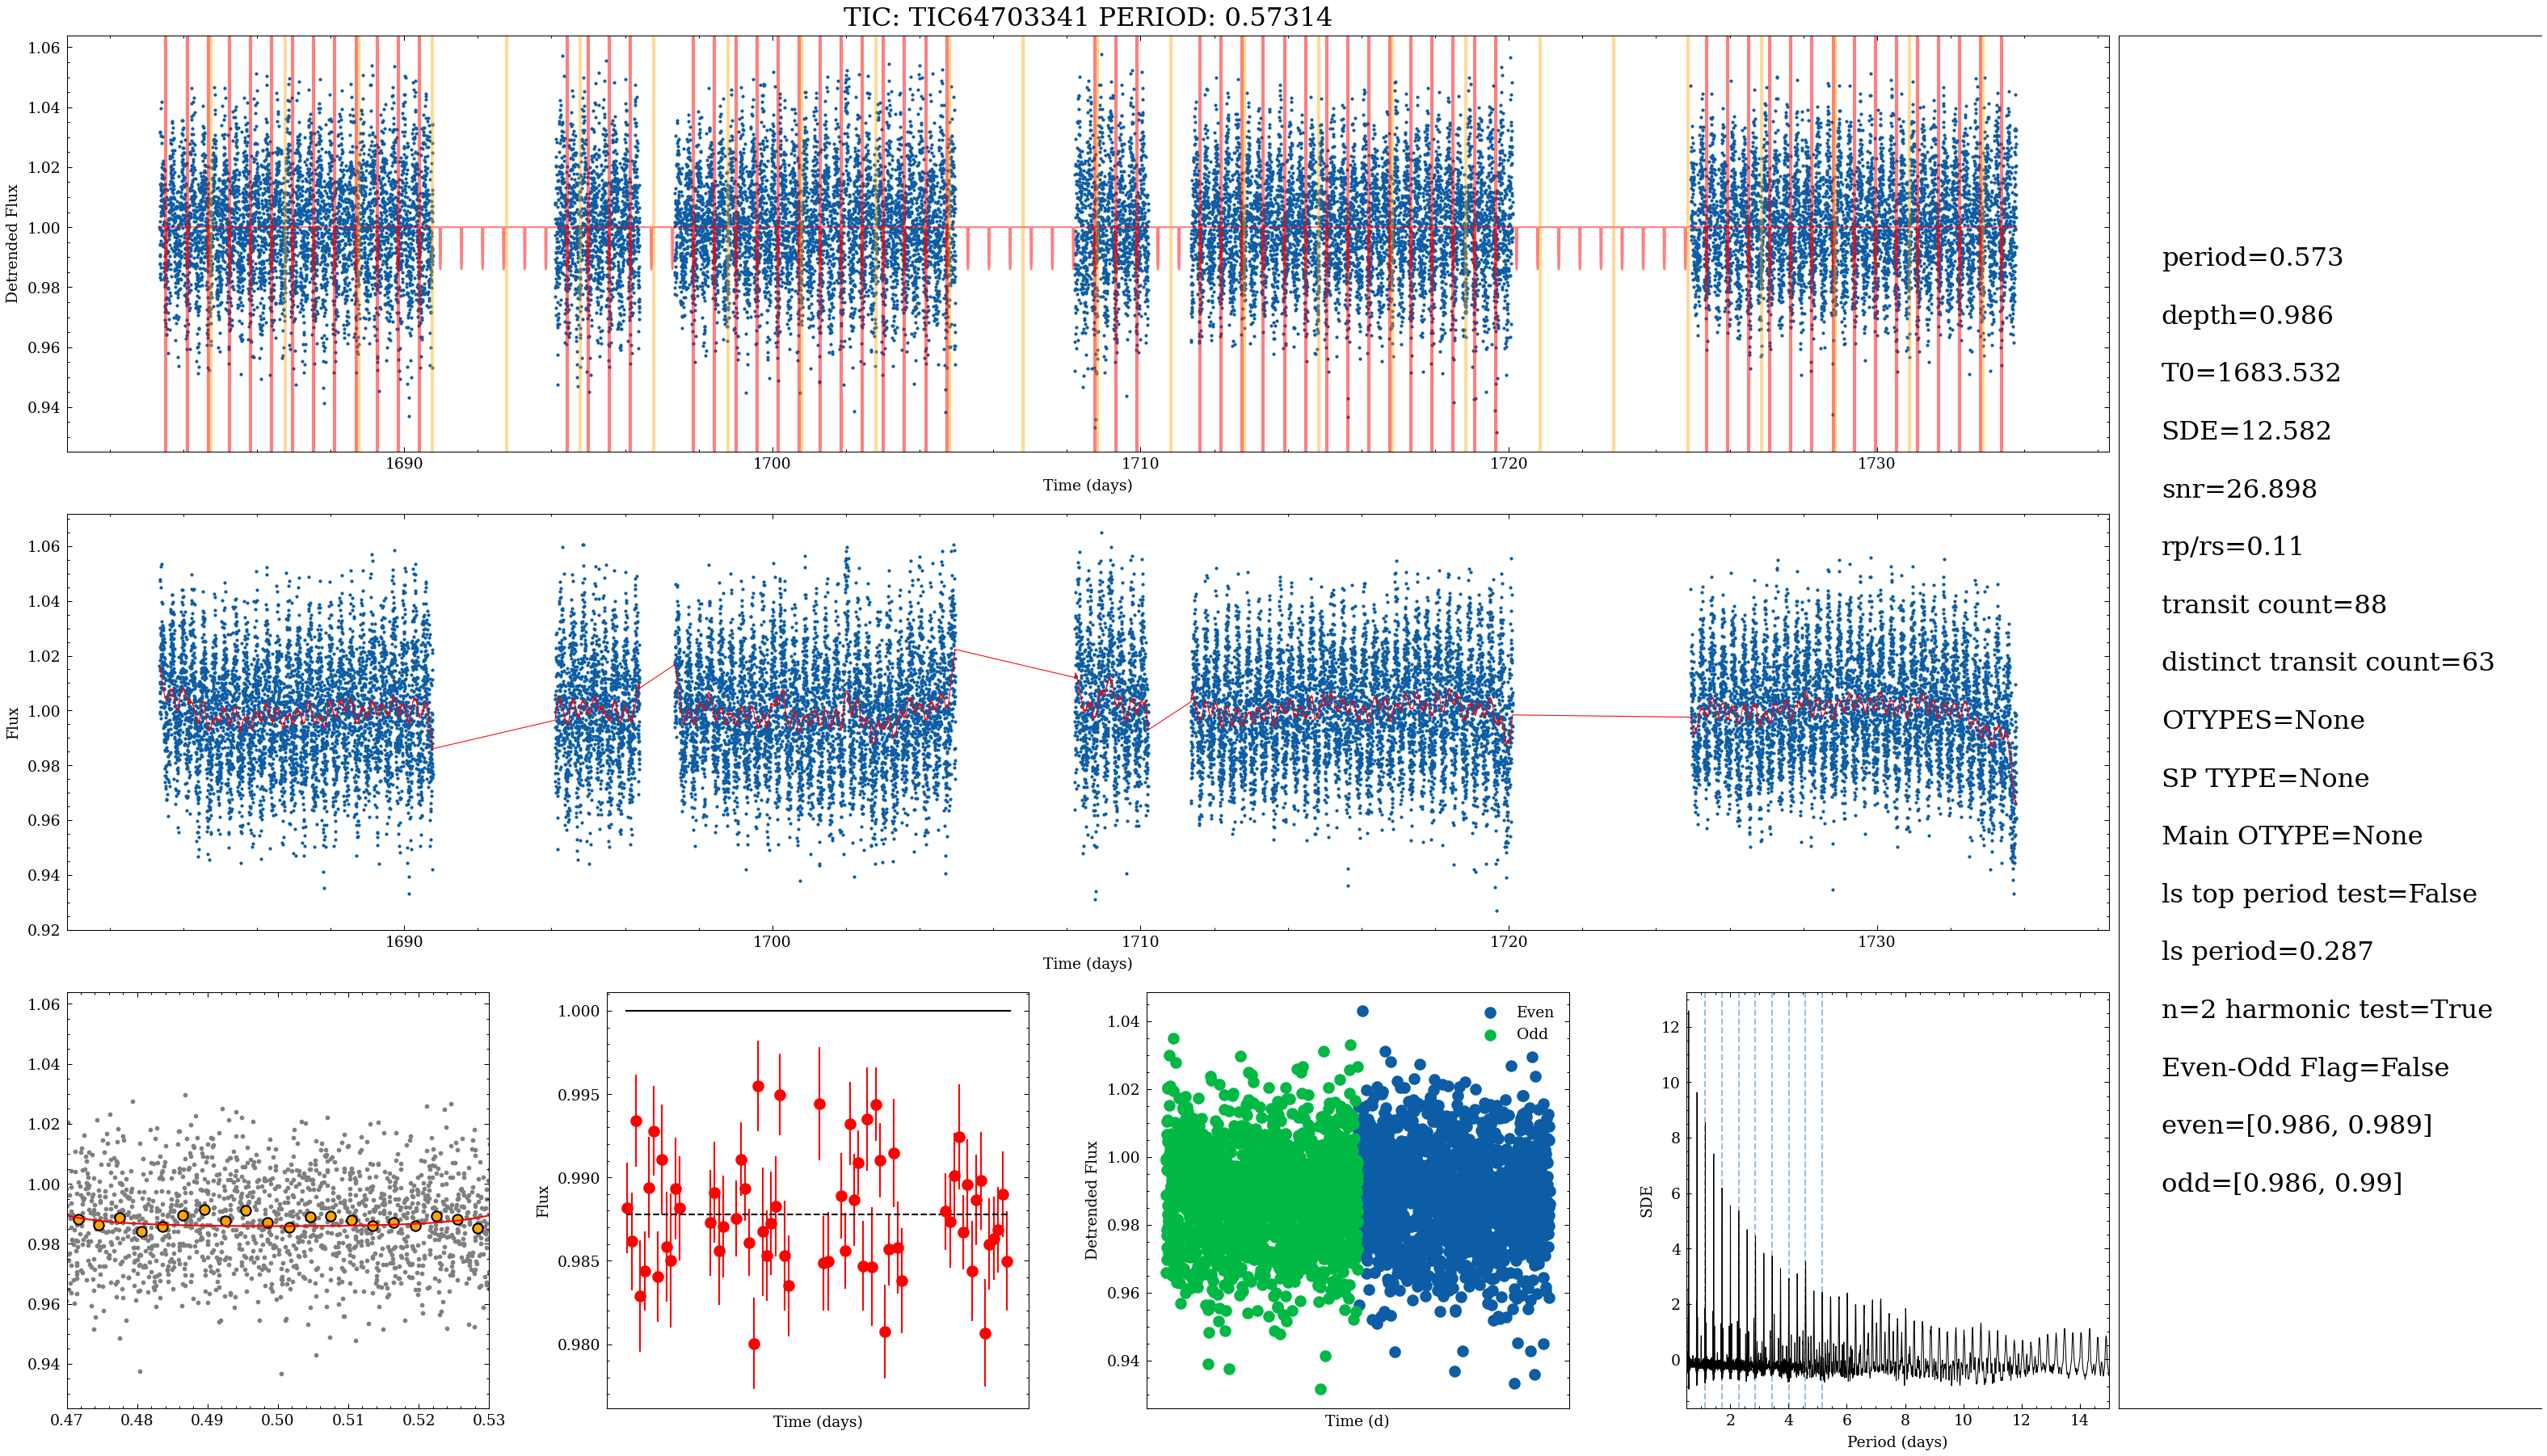 TIC: TIC64703341 PERIOD: 0.57314
1.06
1.04
1.02
1.00
0.98
0.96
0.94
Detrended Flux
1690
1700
1710
1720
1730
Time (days)
1.06
1.04
1.02
1.00
0.98
0.96
0.94
0.92
Flux
1690
1700
1710
1720
1730
Time (days)
1.06
1.04
1.02
1.00
0.98
0.96
0.94
0.47
0.48
0.49
0.50
0.51
0.52
0.53
1.000
0.995
0.990
0.985
0.980
Flux
Time (days)
1.04
1.02
1.00
0.98
0.96
0.94
Detrended Flux
Even
Odd
Time (d)
12
10
8
6
4
2
0
SDE
2
4
6
8
10
12
14
Period (days)
period=0.573
depth=0.986
T0=1683.532
SDE=12.582
snr=26.898
rp/rs=0.11
transit count=88
distinct transit count=63
OTYPES=None
SP TYPE=None
Main OTYPE=None
ls top period test=False
ls period=0.287
n=2 harmonic test=True
Even-Odd Flag=False
even=[0.986, 0.989]
odd=[0.986, 0.99]